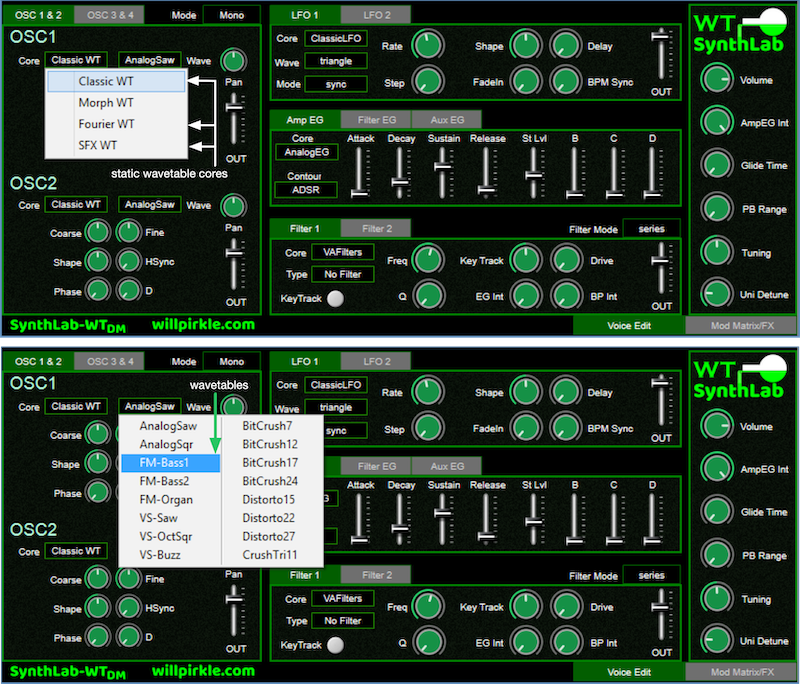 OSC 1 & 2 OSC 3 & 4 Mode Mono
OSC1
Core Classic WT AnalogSaw Wave
Classic WT
Morph WT
Fourier WT
SFX WT
Pan
OUT
static wavetable cores
OSC2
Core Classic WT AnalogSaw Wave
Coarse Fine Pan
Shape HSync
Phase D
OUT
SynthLab-WTDM willpirkle.com
LFO 1 LFO 2
Core ClassicLFO Rate Shape Delay
Wave triangle
Mode sync Step FadeIn BPM Sync OUT
Amp EG Filter EG Aux EG
Core Attack Decay Sustain Release St Lvl B C D
AnalogEG
Contour
ADSR
Filter 1 Filter 2 Filter Mode series
Core VAFilters Freq Key Track Drive
Type No Filter
KeyTrack Q EG Int BP Int OUT
Voice Edit Mod Matrix/FX
WT
SynthLab
Volume
AmpEG Int
Glide Time
PB Range
Tuning
Uni Detune
OSC 1 & 2 OSC 3 & 4 Mode Mono
OSC1
wavetables
Core Classic WT AnalogSaw Wave
Coarse
Shape
Phase
AnalogSaw BitCrush7
AnalogSqr BitCrush12
FM-Bass1 BitCrush17
FM-Bass2 BitCrush24
FM-Organ Distorto15
VS-Saw Distorto22
VS-OctSqr Distorto27
VS-Buzz CrushTri11
OSC2
Core Classic WT
Coarse Fine Pan
Shape HSync
Phase D
OUT
SynthLab-WTDM willpirkle.com
LFO 1 LFO 2
Core ClassicLFO Rate Shape Delay
Wave triangle
sync Step FadeIn BPM Sync OUT
Filter EG Aux EG
Attack Decay Sustain Release St Lvl B C D
Filter 1 Filter 2 Filter Mode series
Core VAFilters Freq Key Track Drive
Type No Filter
KeyTrack Q EG Int BP Int OUT
Voice Edit Mod Matrix/FX
WT
SynthLab
Volume
AmpEG Int
Glide Time
PB Range
Tuning
Uni Detune